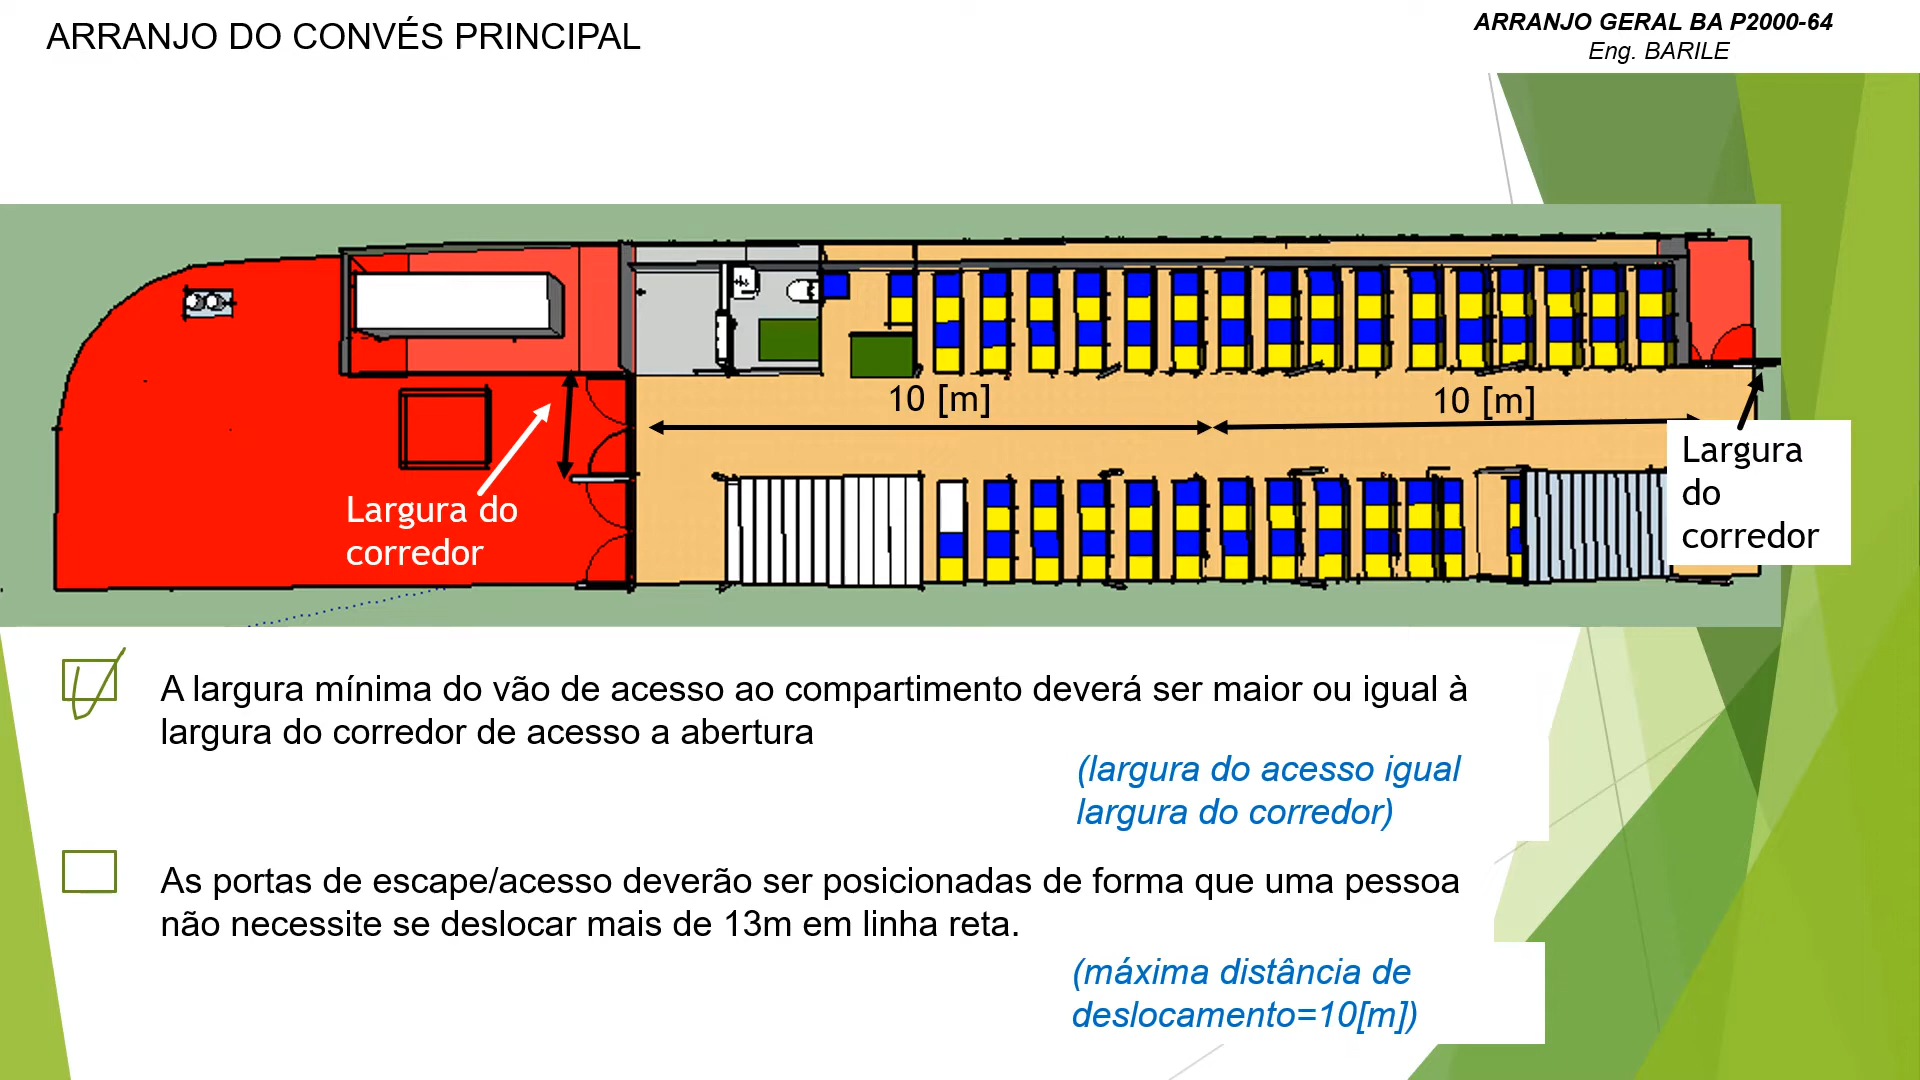 ARRANJO DO CONVÉS PRINCIPAL
ARRANJO GERAL BA P2000-64
Eng. BARILE
10 [m]
10 [m]
Largura do
corredor
Largura
do
corredor
A largura mínima do vão de acesso ao compartimento deverá ser maior ou igual à
largura do corredor de acesso a abertura
(largura do acesso igual
largura do corredor)
As portas de escape/acesso deverão ser posicionadas de forma que uma pessoa
não necessite se deslocar mais de 13m em linha reta.
(máxima distância de
deslocamento=10[m])